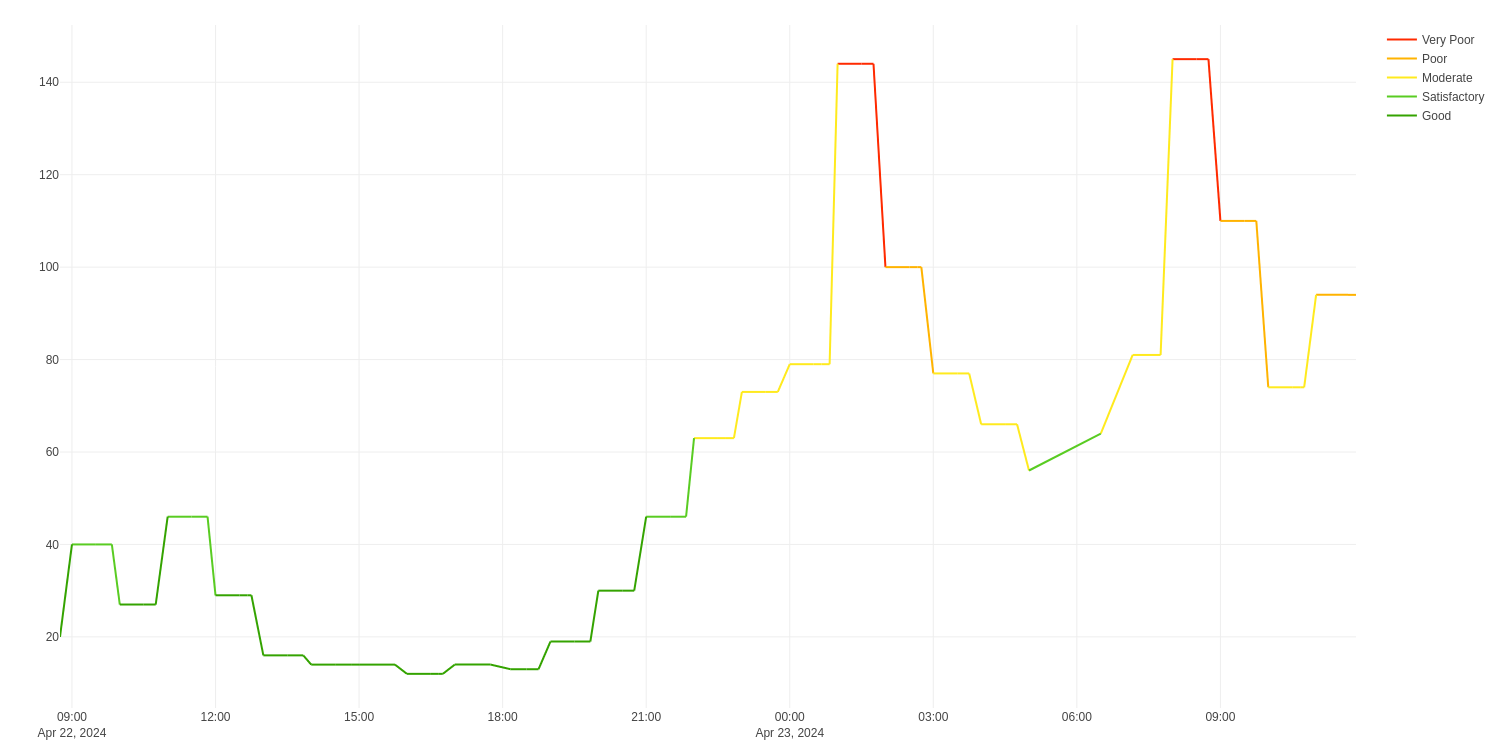 140
120
100
80
60
40
20
09:00
Apr 22, 2024
12:00
15:00
18:00
21:00
00:00
Apr 23, 2024
03:00
06:00
09:00
Very Poor
Poor
Moderate
Satisfactory
Good